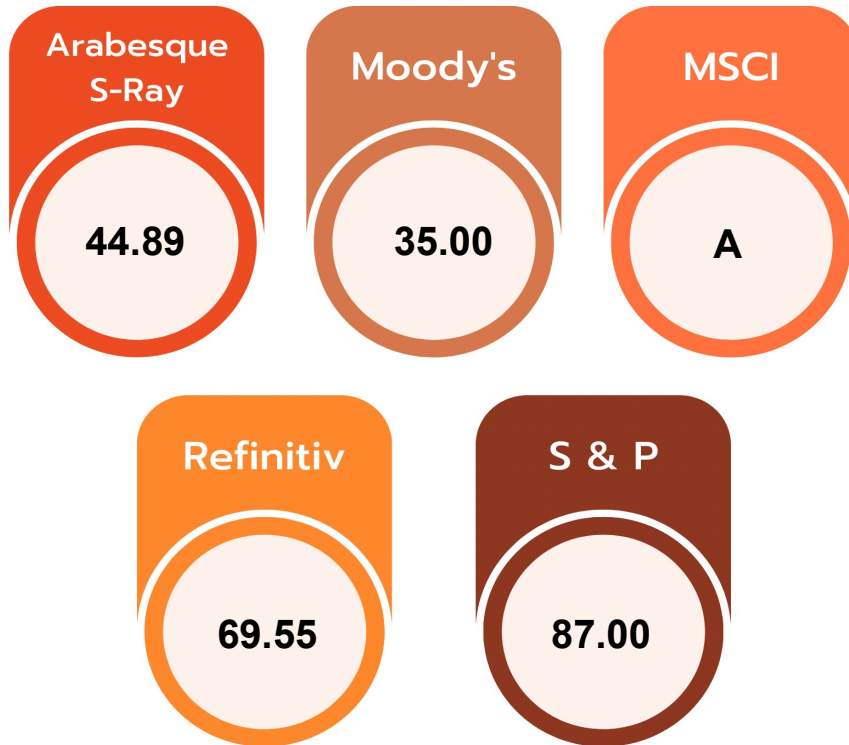 Arabesque
S-Ray
Moody's
MSCI
44.89
35.00
A
Refinitiv
S & P
69.55
87.00